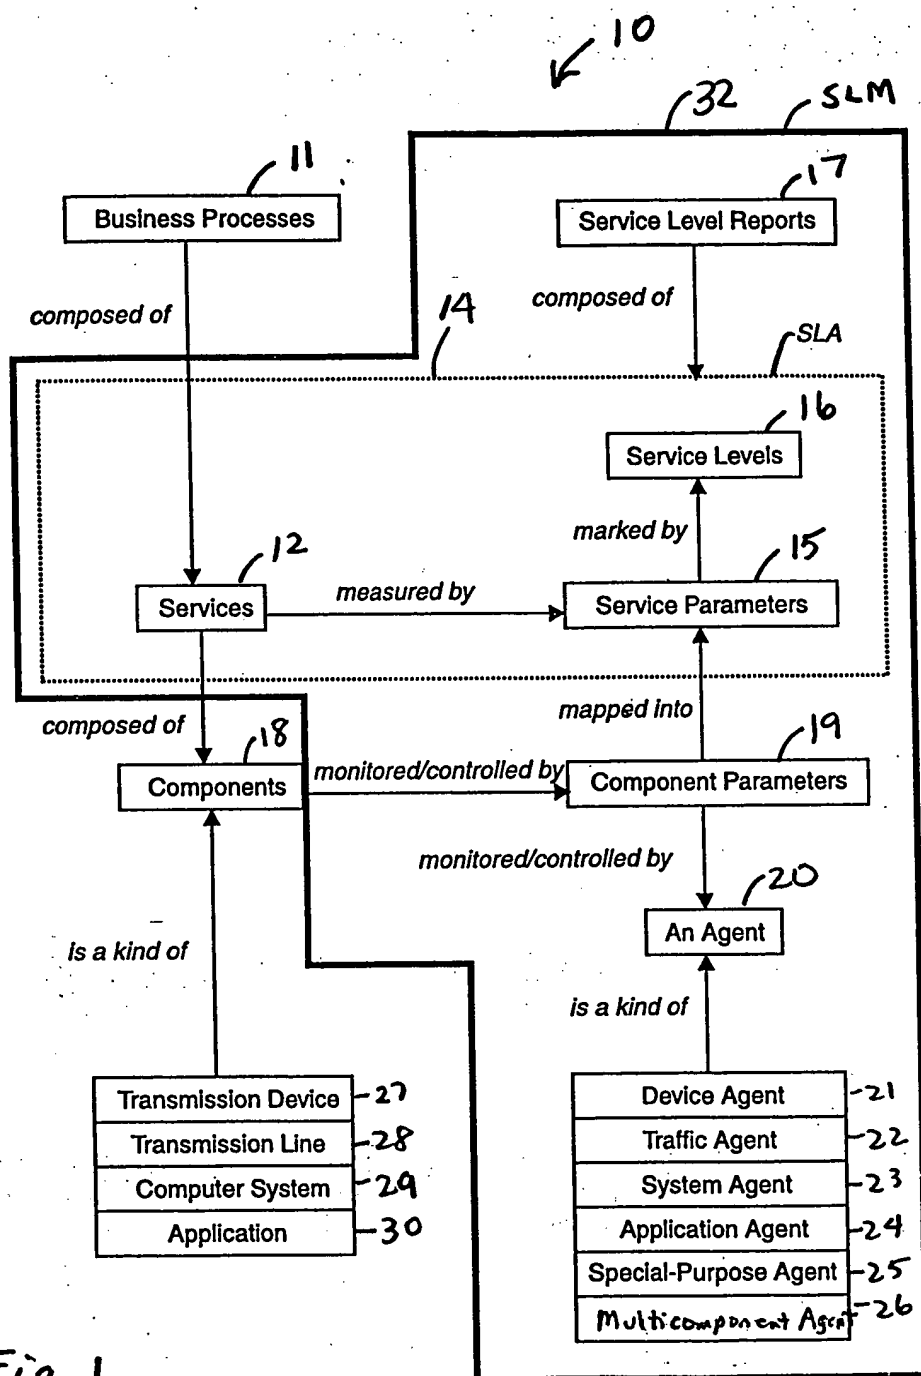 10
32
SLM
11
17
Business Processes
Service Level Reports
composed of
composed of
14
SLA
16
Service Levels
marked by
12
15
measured by
Services
Service Parameters
composed of
mapped into
18
19
monitored/controlled by
Components
Component Parameters
monitored/controlled by
20
An Agent
is a kind of
is a kind of
Transmission Device 27
Device Agent 21
Transmission Line 28
Traffic Agent 22
Computer System 29
System Agent 23
Application 30
Application Agent 24
Special-Purpose Agent 25
Multicomponent Agent 26
Fig. 1